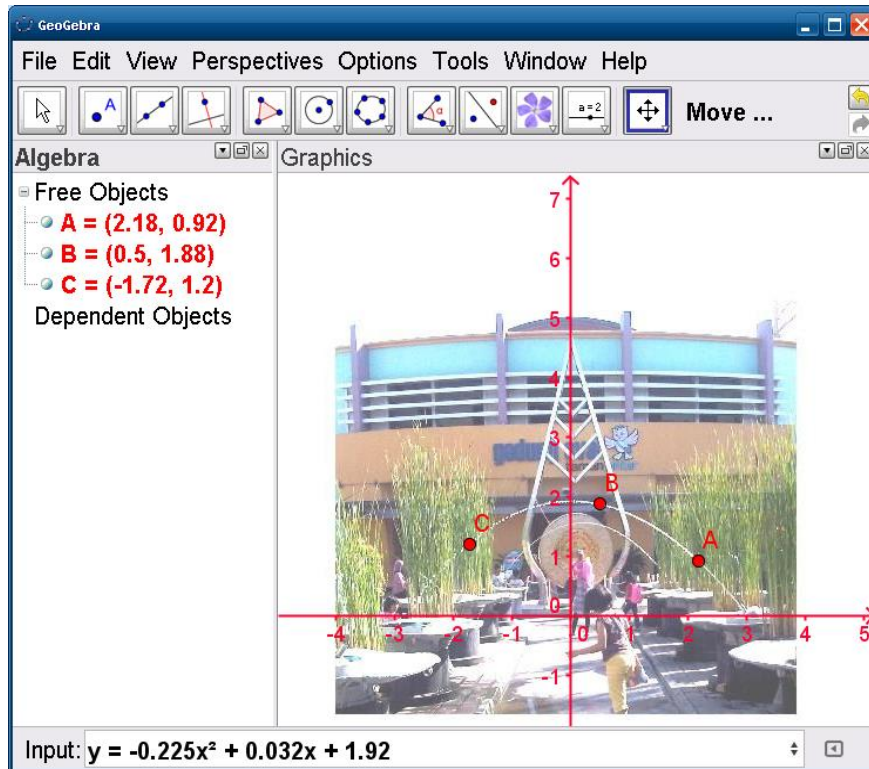 GeoGebra
File Edit View Perspectives Options Tools Window Help
A
α
a=2
Move ...
Algebra
Graphics
Free Objects
A = (2.18, 0.92)
B = (0.5, 1.88)
C = (-1.72, 1.2)
Dependent Objects
7
6
5
4
3
2
1
0
-1
-4 -3 -2 -1 0 1 2 3 4 5
B
C
A
Input: y = -0.225x² + 0.032x + 1.92